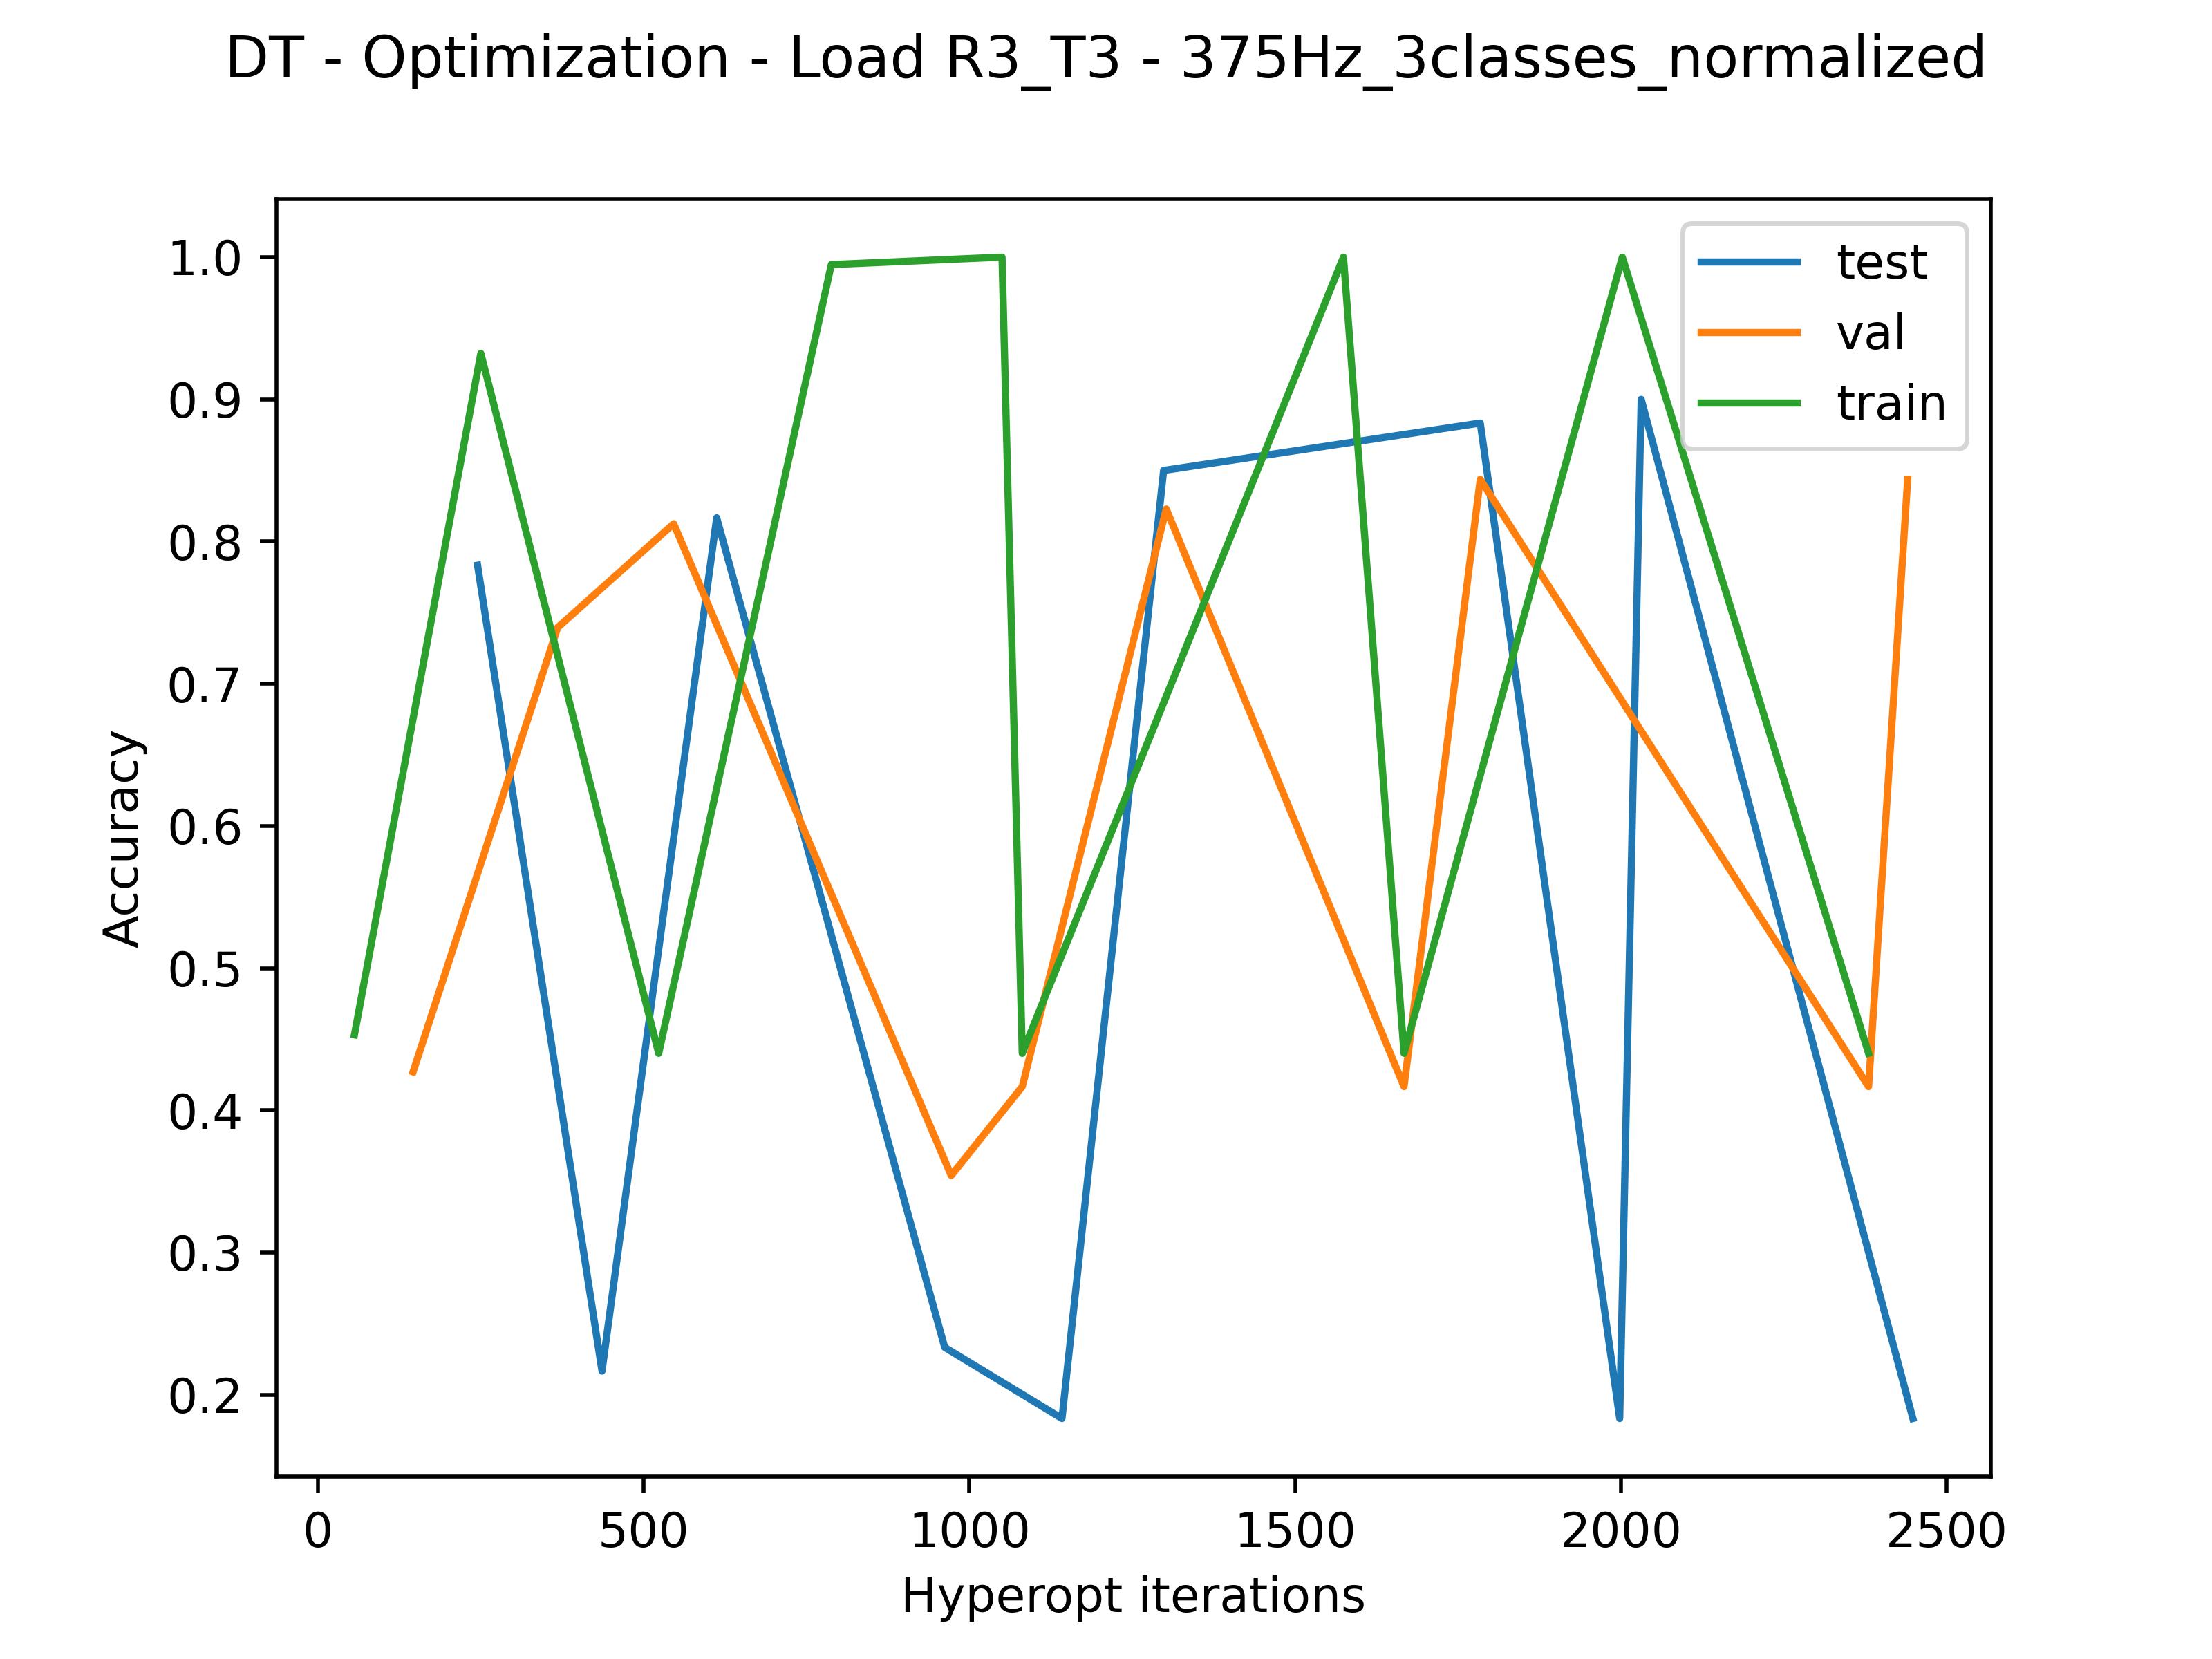 DT - Optimization - Load R3_T3 - 375Hz_3classes_normalized
test
val
train
1.0
0.9
0.8
0.7
0.6
0.5
0.4
0.3
0.2
Accuracy
0 500 1000 1500 2000 2500
Hyperopt iterations